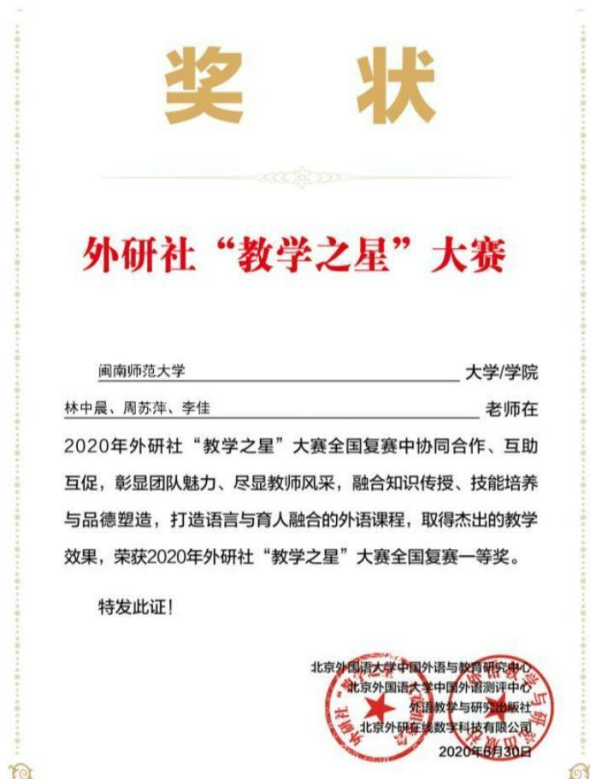 奖 状
外研社“教学之星”大赛
闽南师范大学 大学/学院
林中晨、周苏萍、李佳 老师在
2020年外研社“教学之星”大赛全国复赛中协同合作、互助
互促，彰显团队魅力、尽显教师风采，融合知识传授、技能培养
与品德塑造，打造语言与育人融合的外语课程，取得杰出的教学
效果，荣获2020年外研社“教学之星”大赛全国复赛一等奖。
特发此证！
北京外国语大学中国外语与教育研究中心
北京外国语大学中国外语测评中心
外语教学与研究出版社
北京外研在线数字科技有限公司
2020年6月30日